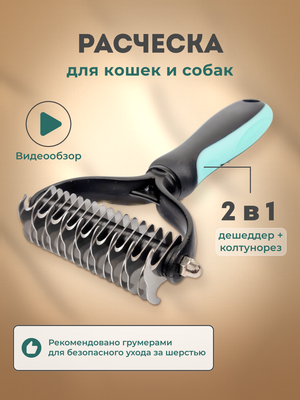 РАСЧЕСКА
для кошек и собак
Видеообзор
2 в 1
дешеддер +
колтунорез
Рекомендовано грумерами
для безопасного ухода за шерстью